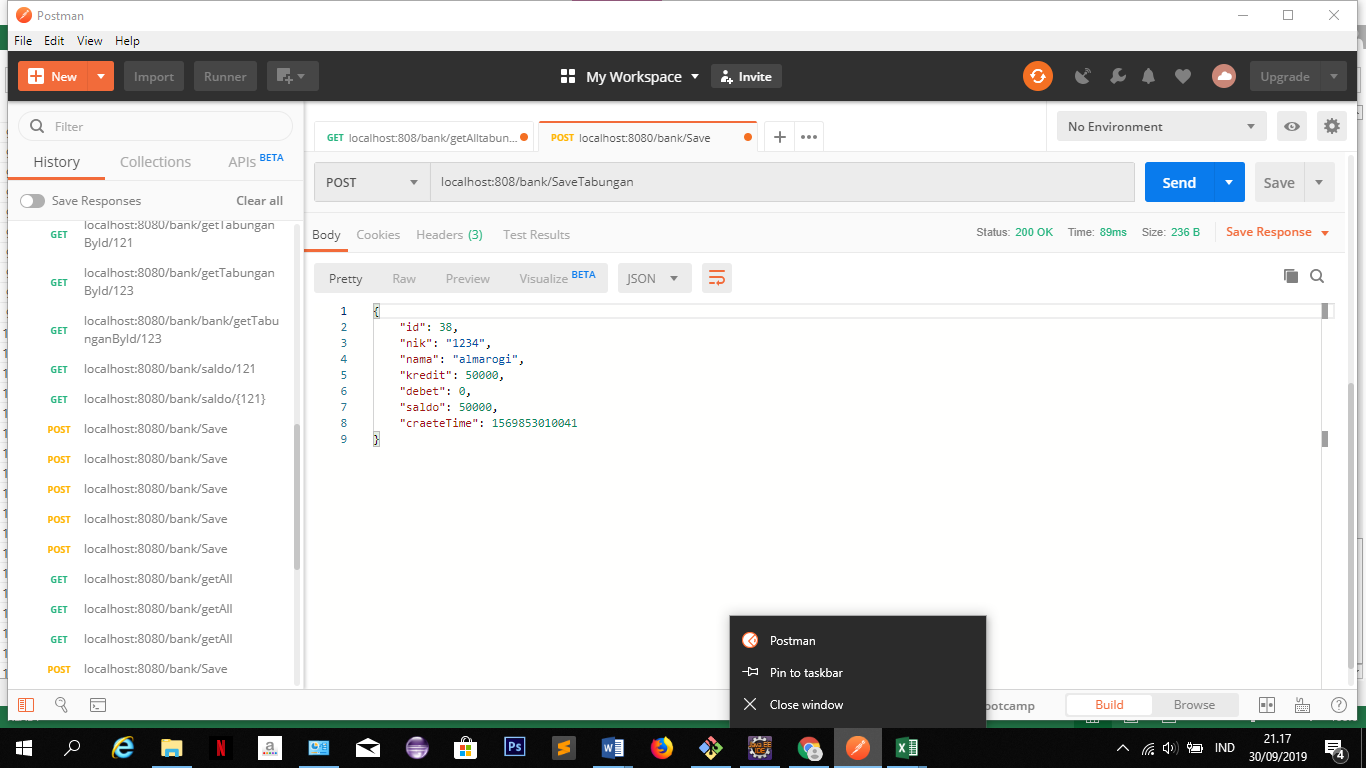 Postman
File Edit View Help
New Import Runner My Workspace Invite Upgrade
Filter
History Collections APIs BETA
Save Responses Clear all
GET localhost:8080/bank/getTabungan
ById/121
GET localhost:8080/bank/getTabungan
ById/123
GET localhost:8080/bank/bank/getTabu
nganById/123
GET localhost:8080/bank/saldo/121
GET localhost:8080/bank/saldo/{121}
POST localhost:8080/bank/Save
POST localhost:8080/bank/Save
POST localhost:8080/bank/Save
POST localhost:8080/bank/Save
POST localhost:8080/bank/Save
GET localhost:8080/bank/getAll
GET localhost:8080/bank/getAll
GET localhost:8080/bank/getAll
POST localhost:8080/bank/Save
GET localhost:808/bank/getAlltabun... POST localhost:8080/bank/Save
No Environment
POST localhost:808/bank/SaveTabungan Send Save
Body Cookies Headers (3) Test Results Status: 200 OK Time: 89ms Size: 236 B Save Response
Pretty Raw Preview Visualize BETA JSON
1 {
2 "id": 38,
3 "nik": "1234",
4 "nama": "almarogi",
5 "kredit": 50000,
6 "debet": 0,
7 "saldo": 50000,
8 "craeteTime": 1569853010041
9 }
Postman
Pin to taskbar
Close window
ootcamp Build Browse
IND
21.17
30/09/2019
4